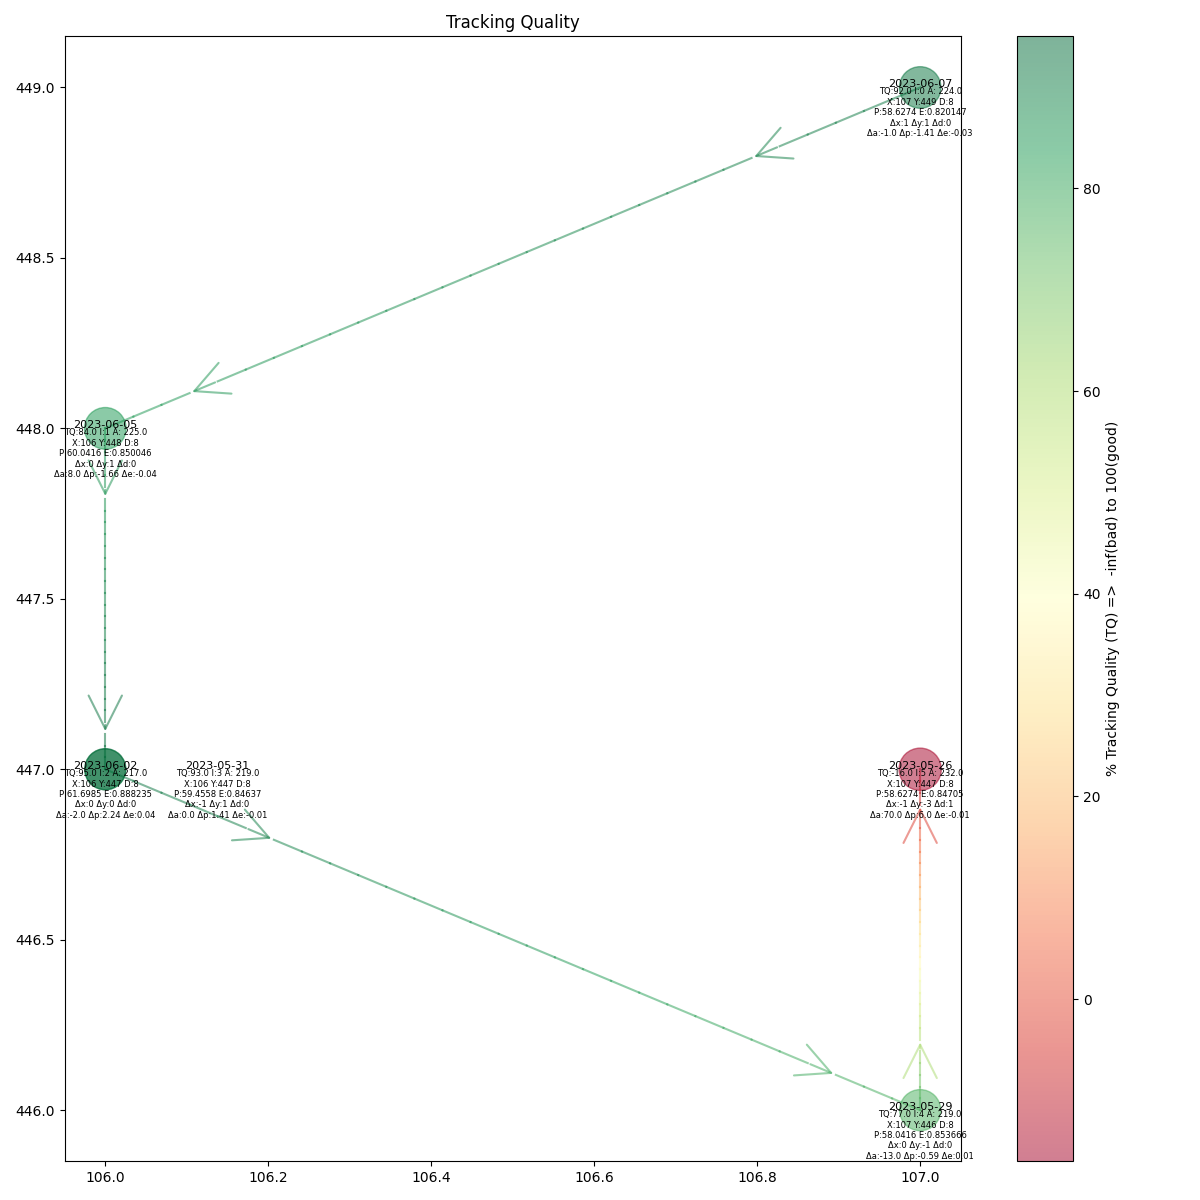 Tracking Quality
449.0
448.5
448.0
447.5
447.0
446.5
446.0
2023-06-07
TQ:92.0 I:0 A: 224.0
X:107 Y:449 D:8
P:58.6274 E:0.820147
Δx:1 Δy:1 Δd:0
Δa:-1.0 Δp:-1.41 Δe:-0.03
2023-06-05
TQ:84.0 I:1 A: 225.0
X:106 Y:448 D:8
P:60.0416 E:0.850046
Δx:0 Δy:1 Δd:0
Δa:8.0 Δp:-1.66 Δe:-0.04
2023-06-02
TQ:95.0 I:2 A: 217.0
X:106 Y:447 D:8
P:61.6985 E:0.888235
Δx:0 Δy:0 Δd:0
Δa:-2.0 Δp:2.24 Δe:0.04
2023-05-31
TQ:93.0 I:3 A: 219.0
X:106 Y:447 D:8
P:59.4558 E:0.84637
Δx:-1 Δy:1 Δd:0
Δa:0.0 Δp:1.41 Δe:-0.01
2023-05-26
TQ:-16.0 I:5 A: 232.0
X:107 Y:447 D:8
P:58.6274 E:0.84705
Δx:-1 Δy:-3 Δd:1
Δa:70.0 Δp:6.0 Δe:-0.01
2023-05-29
TQ:77.0 I:4 A: 219.0
X:107 Y:446 D:8
P:58.0416 E:0.853666
Δx:0 Δy:-1 Δd:0
Δa:-13.0 Δp:-0.59 Δe:0.01
106.0
106.2
106.4
106.6
106.8
107.0
80
60
40
20
0
% Tracking Quality (TQ) => -inf(bad) to 100(good)